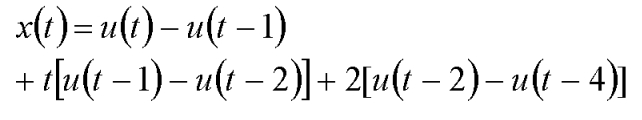 x(t) = u(t) − u(t − 1)
+ t[u(t − 1) − u(t − 2)] + 2[u(t − 2) − u(t − 4)]